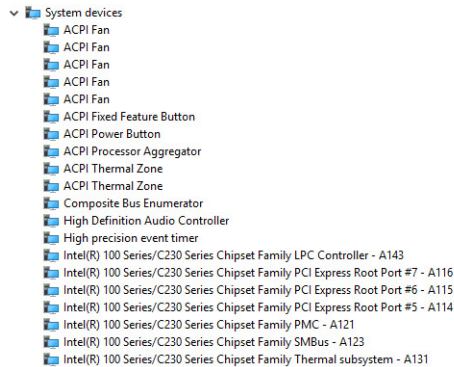 System devices
ACPI Fan
ACPI Fan
ACPI Fan
ACPI Fan
ACPI Fan
ACPI Fixed Feature Button
ACPI Power Button
ACPI Processor Aggregator
ACPI Thermal Zone
ACPI Thermal Zone
Composite Bus Enumerator
High Definition Audio Controller
High precision event timer
Intel(R) 100 Series/C230 Series Chipset Family LPC Controller - A143
Intel(R) 100 Series/C230 Series Chipset Family PCI Express Root Port #7 - A116
Intel(R) 100 Series/C230 Series Chipset Family PCI Express Root Port #6 - A115
Intel(R) 100 Series/C230 Series Chipset Family PCI Express Root Port #5 - A114
Intel(R) 100 Series/C230 Series Chipset Family PMC - A121
Intel(R) 100 Series/C230 Series Chipset Family SMBus - A123
Intel(R) 100 Series/C230 Series Chipset Family Thermal subsystem - A131